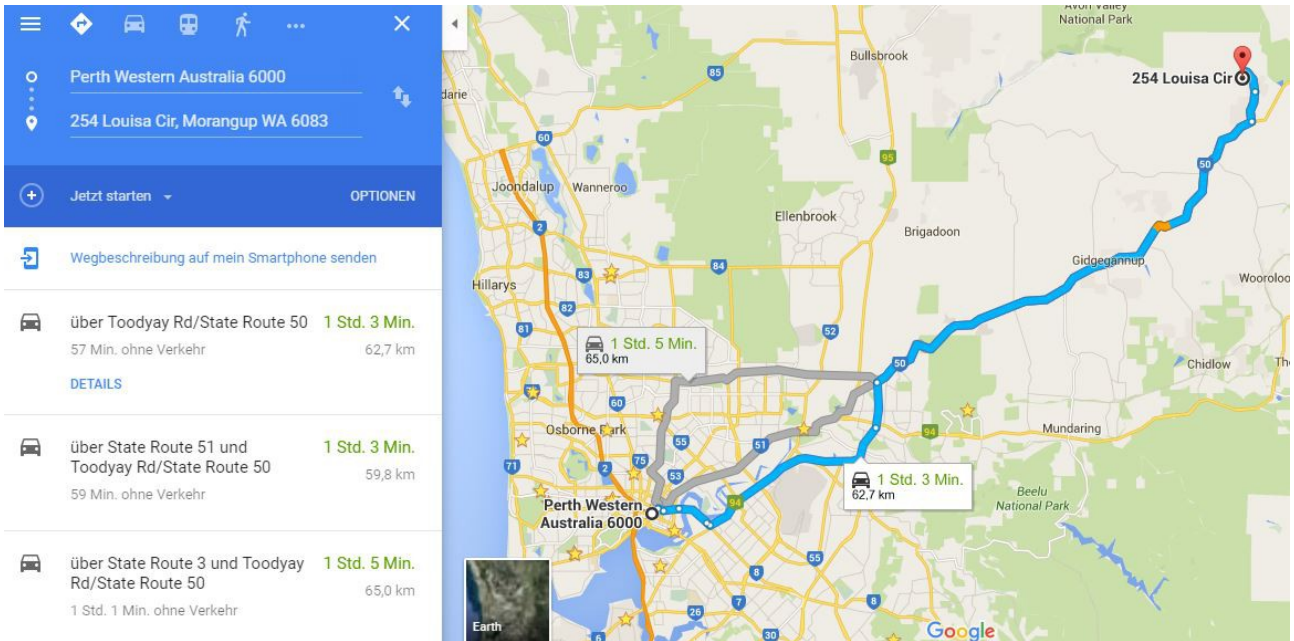 Perth Western Australia 6000
254 Louisa Cir, Morangup WA 6083
Jetzt starten
OPTIONEN
Wegbeschreibung auf mein Smartphone senden
über Toodyay Rd/State Route 50 1 Std. 3 Min.
57 Min. ohne Verkehr 62,7 km
DETAILS
über State Route 51 und 1 Std. 3 Min.
Toodyay Rd/State Route 50 59,8 km
59 Min. ohne Verkehr
über State Route 3 und Toodyay 1 Std. 5 Min.
Rd/State Route 50 65,0 km
1 Std. 1 Min. ohne Verkehr
Avon Valley
National Park
Bullsbrook
254 Louisa Cir
85
darie
60
95
50
Joondalup
Wanneroo
2
Ellenbrook
Brigadoon
Gidgegannup
83
84
Wooroloo
Hillarys
82
81
52
1 Std. 5 Min.
65,0 km
50
Chidlow
The
60
Osborne Park
55
51
94
Mundaring
71
2
75
53
1 Std. 3 Min.
62,7 km
Perth Western
Australia 6000
94
Beelu
National Park
55
8
7
8
26
6
30
Earth
Google